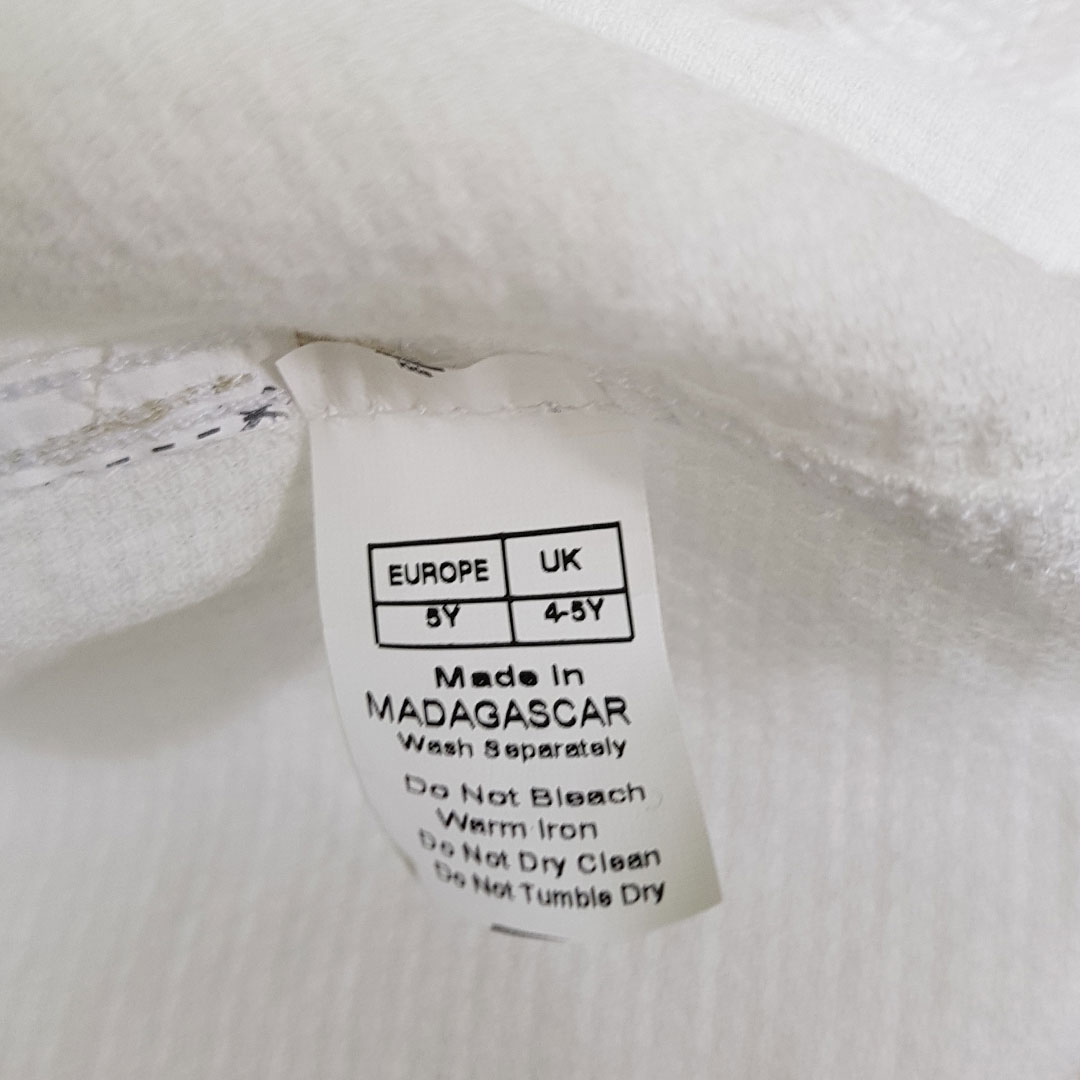 EUROPE UK
5Y 4-5Y
Made In
MADAGASCAR
Wash Separately
Do Not Bleach
Warm Iron
Do Not Dry Clean
Do Not Tumble Dry